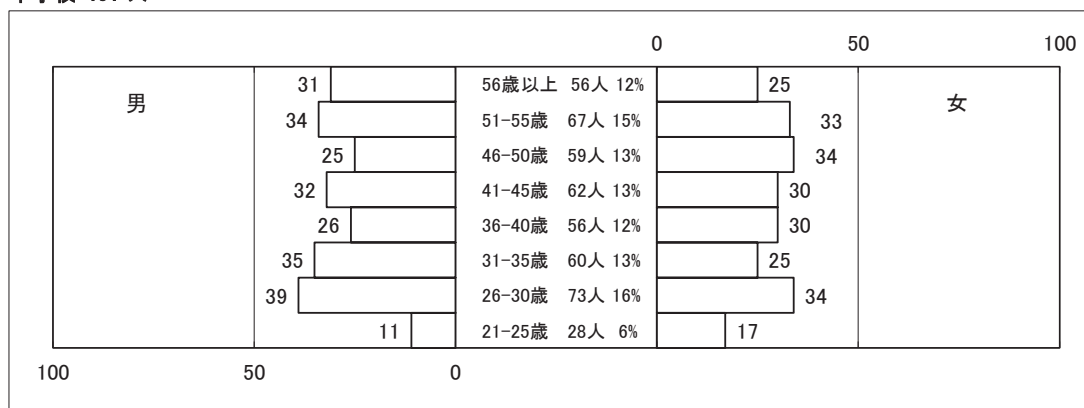 0 50 100
男 女
31 56歳以上 56人 12% 25
34 51-55歳 67人 15% 33
25 46-50歳 59人 13% 34
32 41-45歳 62人 13% 30
26 36-40歳 56人 12% 30
35 31-35歳 60人 13% 25
39 26-30歳 73人 16% 34
11 21-25歳 28人 6% 17
100 50 0